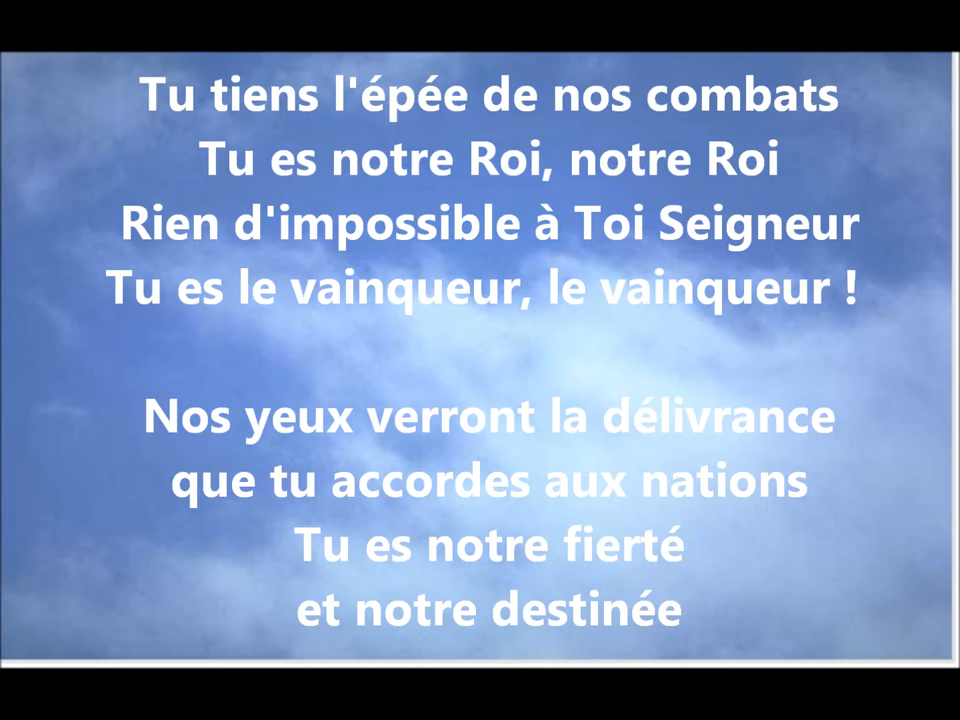 Tu tiens l'épée de nos combats
Tu es notre Roi, notre Roi
Rien d'impossible à Toi Seigneur
Tu es le vainqueur, le vainqueur !
Nos yeux verront la délivrance
que tu accordes aux nations
Tu es notre fierté
et notre destinée